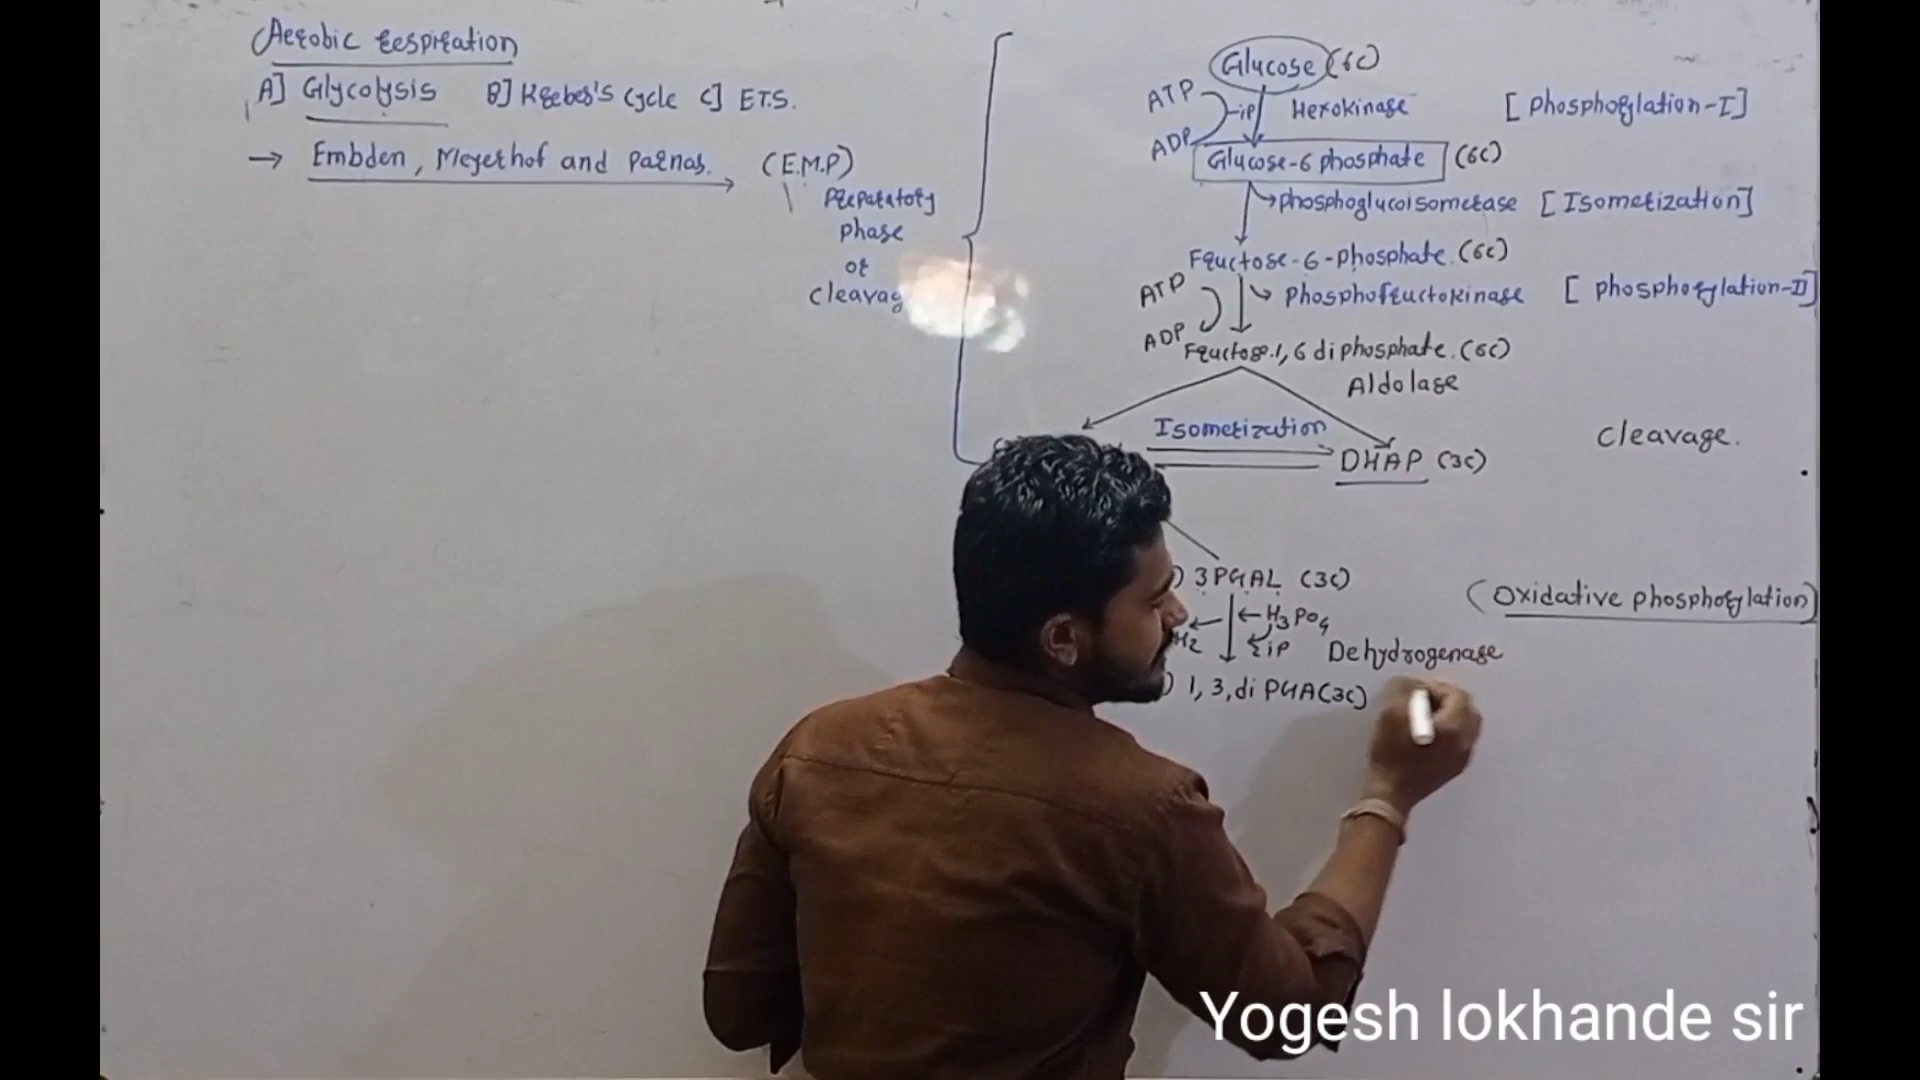 Aerobic respiration
A] Glycolysis B] Kreber's Cycle C] E.T.S.
→ Embden, Meyerhof and Parnas. (E.M.P)
Preparatory
phase
or
Cleavag
Glucose (6C)
ATP
ADP
-ip Hexokinase [Phosphorylation-I]
Glucose-6 phosphate (6C)
phosphoglucoisomerase [Isomerization]
Fructose-6-phosphate (6C)
ATP
ADP
Phosphofructokinase [phosphorylation-II]
Fructose.1,6 diphosphate. (6C)
Aldolase
Isomerization
Cleavage.
DHAP (3C)
) 3PGAL (3C)
(Oxidative phosphorylation)
H2 ← ← H3PO4
iP Dehydrogenase
) 1, 3, di PGA(3C)
Yogesh lokhande sir